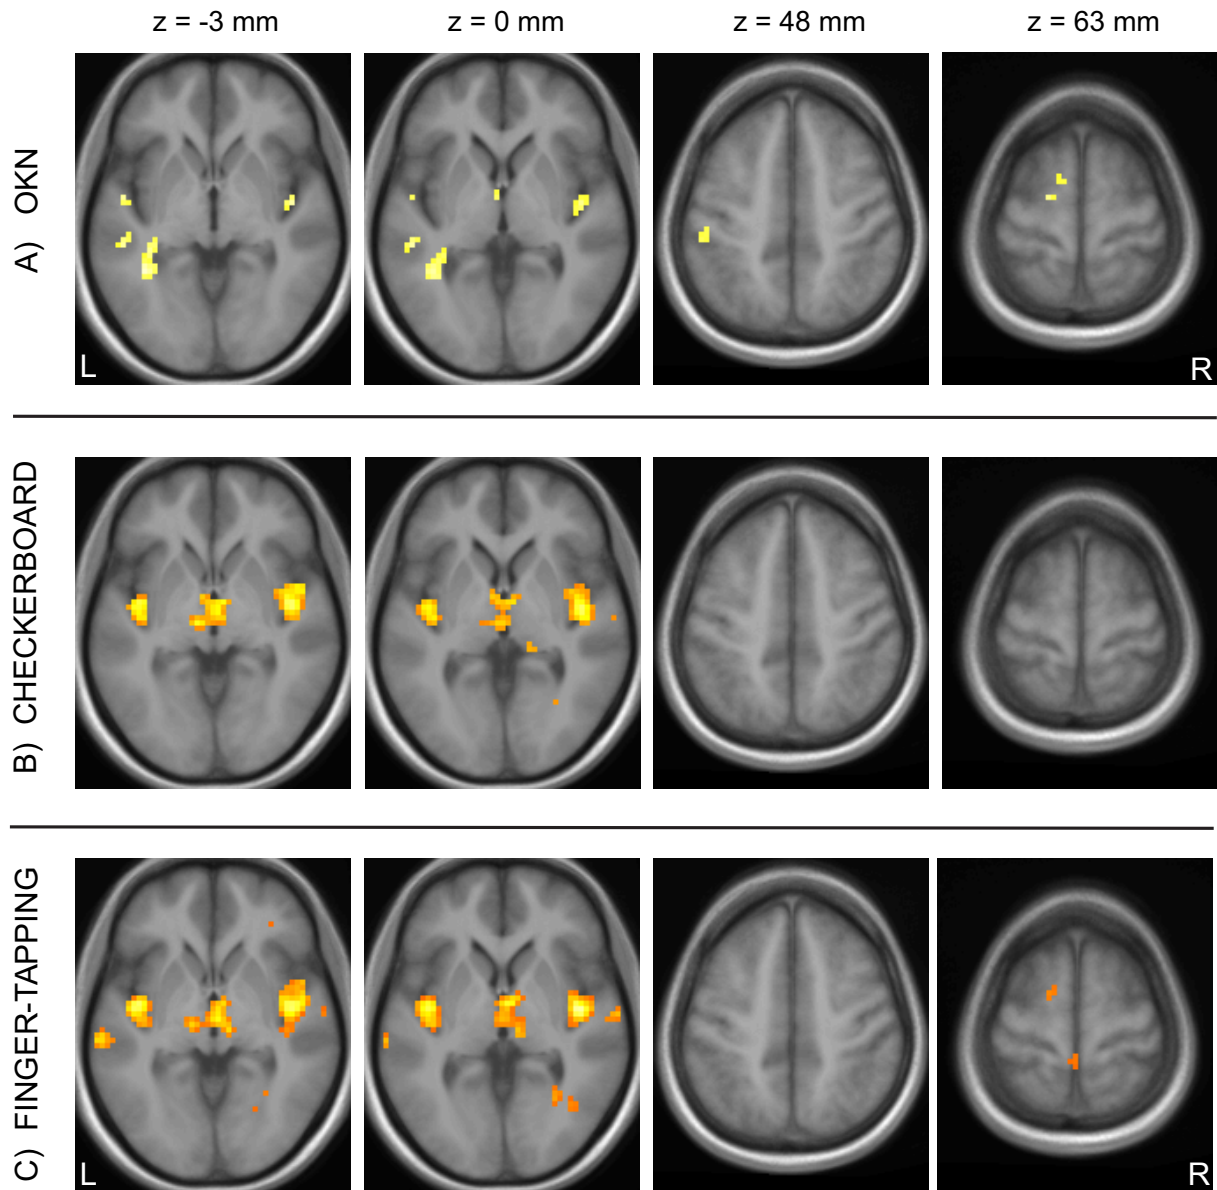 z = -3 mm z = 0 mm z = 48 mm z = 63 mm
A) OKN
L R
B) CHECKERBOARD
C) FINGER-TAPPING
L R